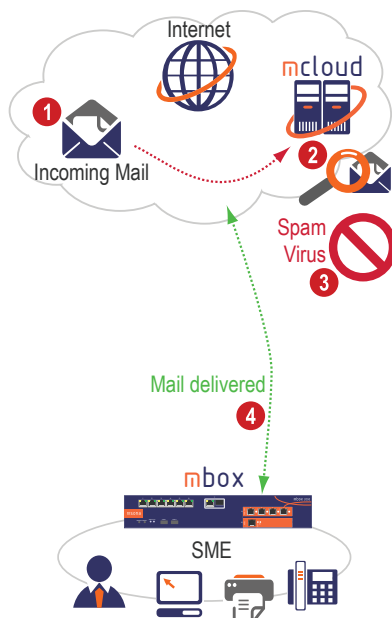 Internet
mcloud
1
Incoming Mail
2
Spam
Virus
3
Mail delivered
4
mbox
SME